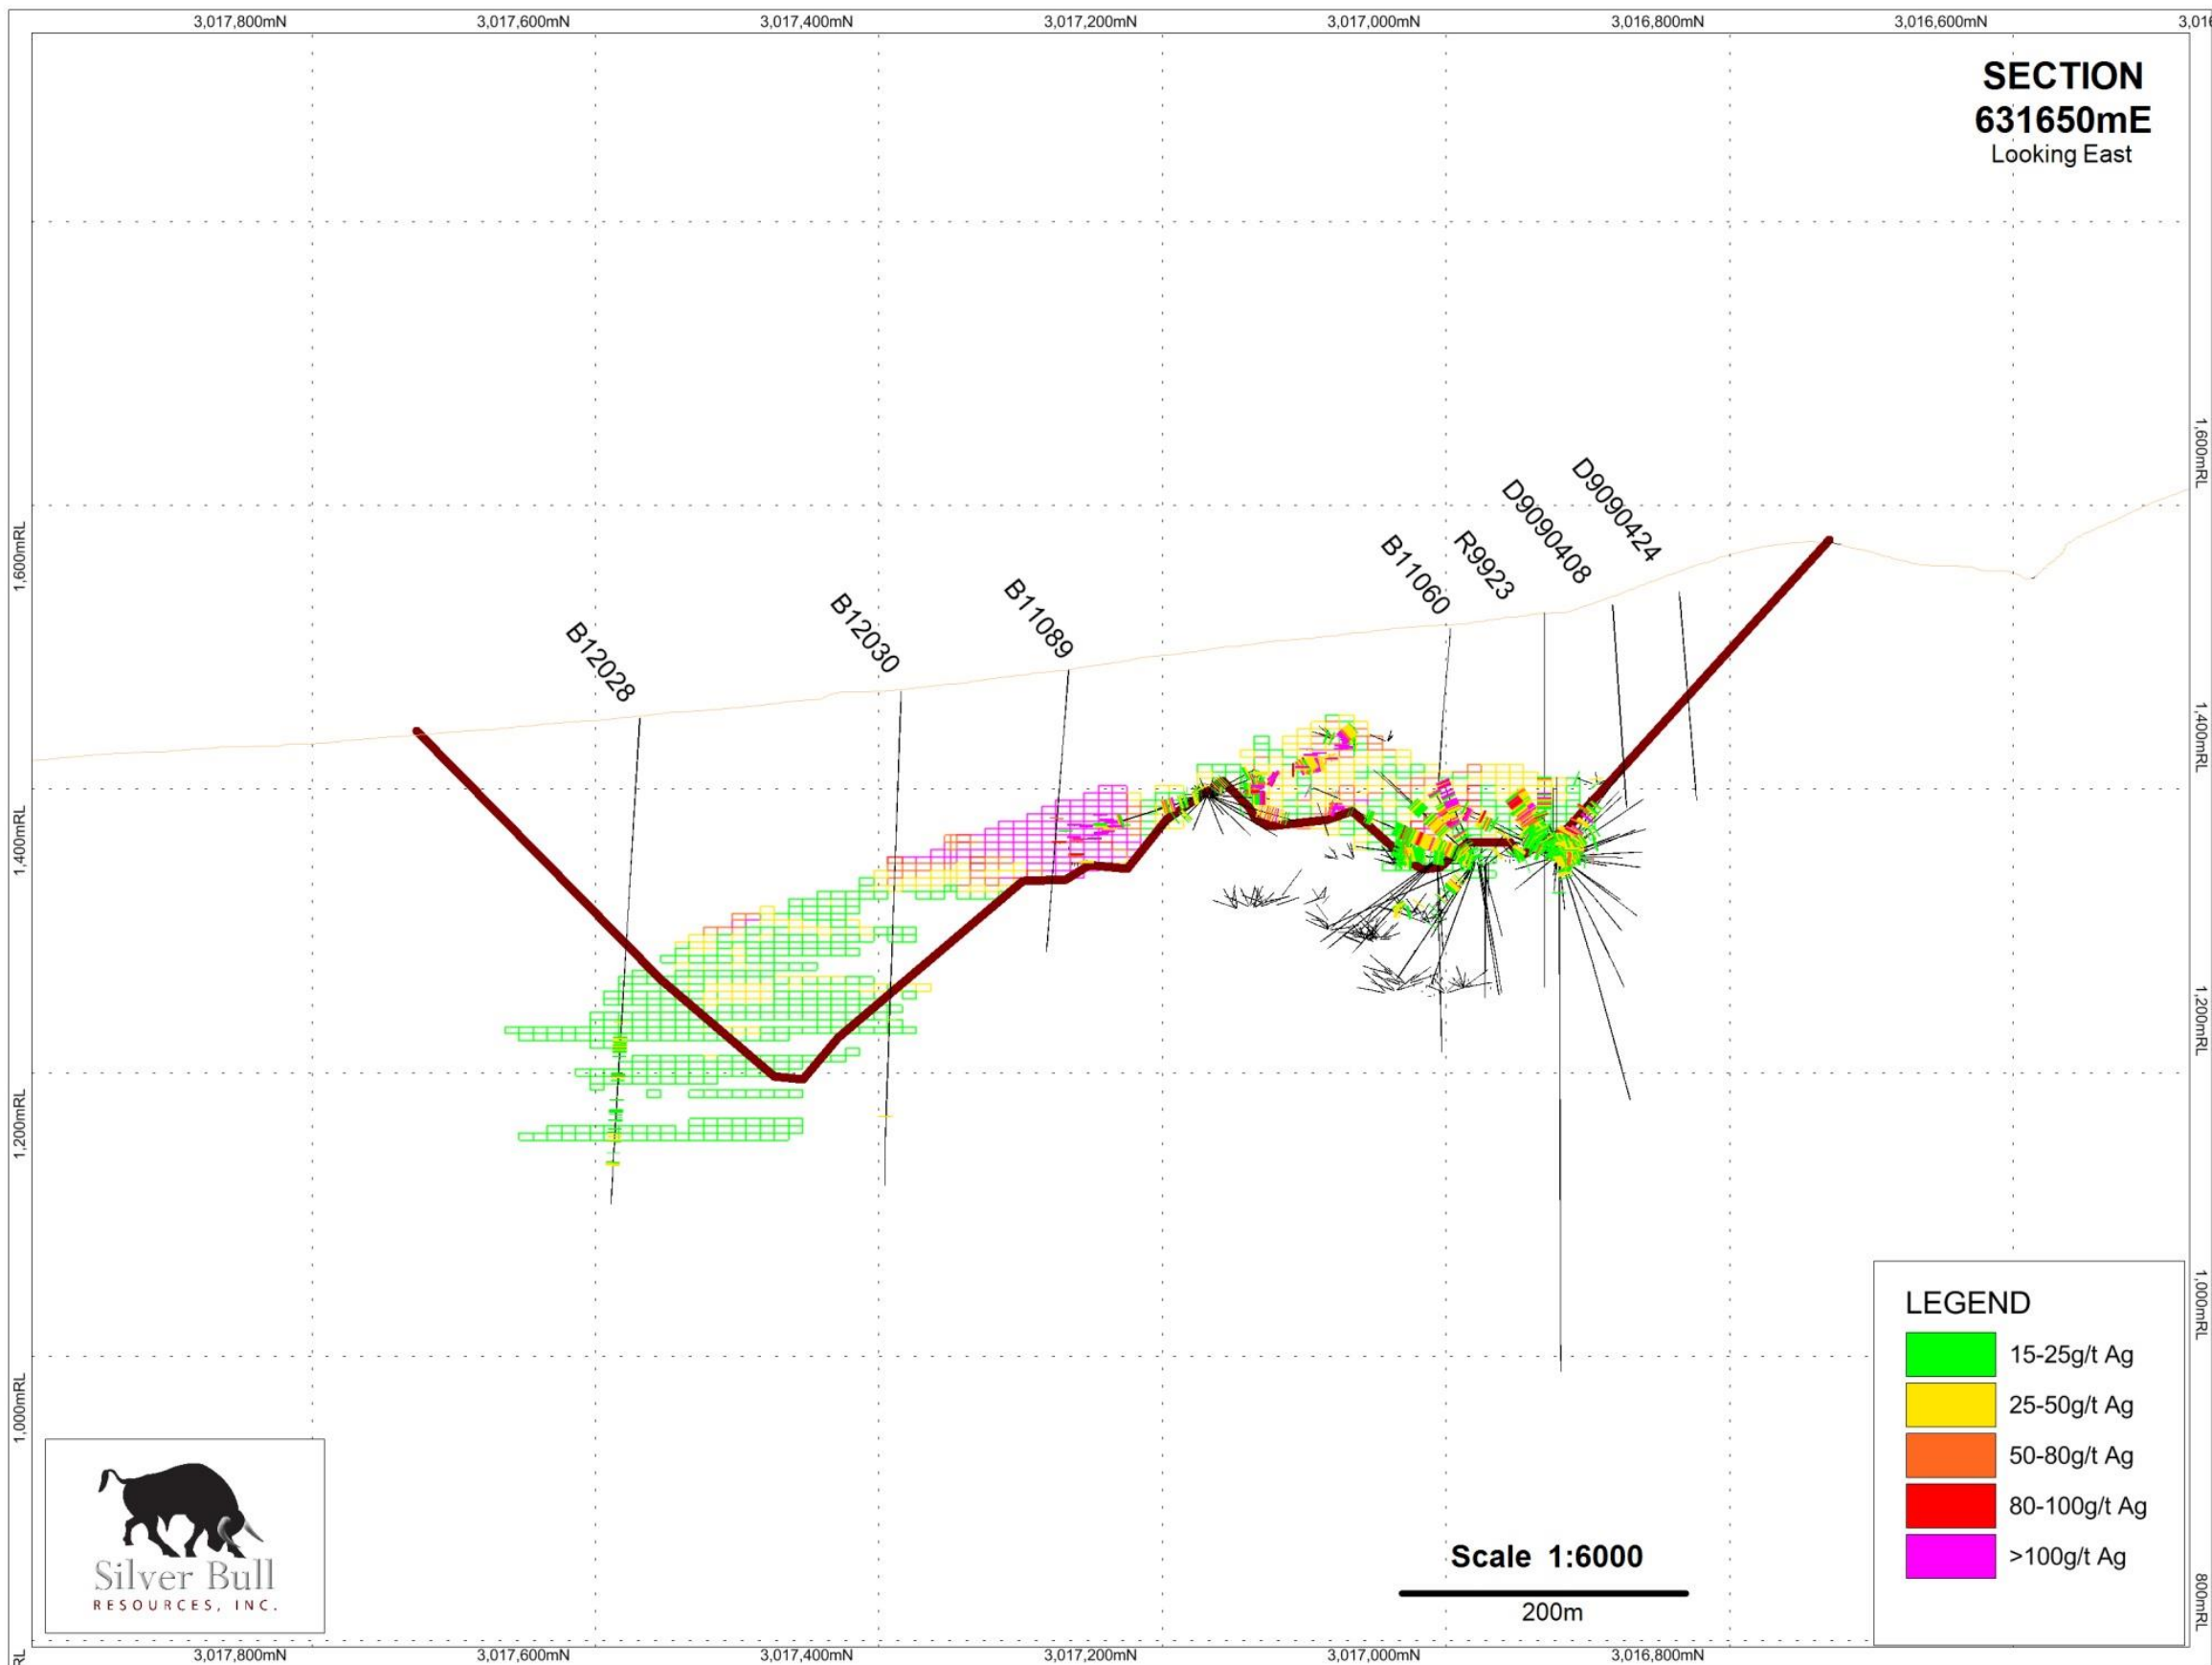 3,017,800mN 3,017,600mN 3,017,400mN 3,017,200mN 3,017,000mN 3,016,800mN 3,016,600mN 3,016
SECTION
631650mE
Looking East
1,600mRL
1,400mRL
1,200mRL
1,000mRL
RL
1,600mRL
1,400mRL
1,200mRL
1,000mRL
800mRL
B12028
B12030
B11089
B11060
R9923
D9090408
D9090424
LEGEND
15-25g/t Ag
25-50g/t Ag
50-80g/t Ag
80-100g/t Ag
>100g/t Ag
Scale 1:6000
200m
Silver Bull
RESOURCES, INC.
3,017,800mN 3,017,600mN 3,017,400mN 3,017,200mN 3,017,000mN 3,016,800mN